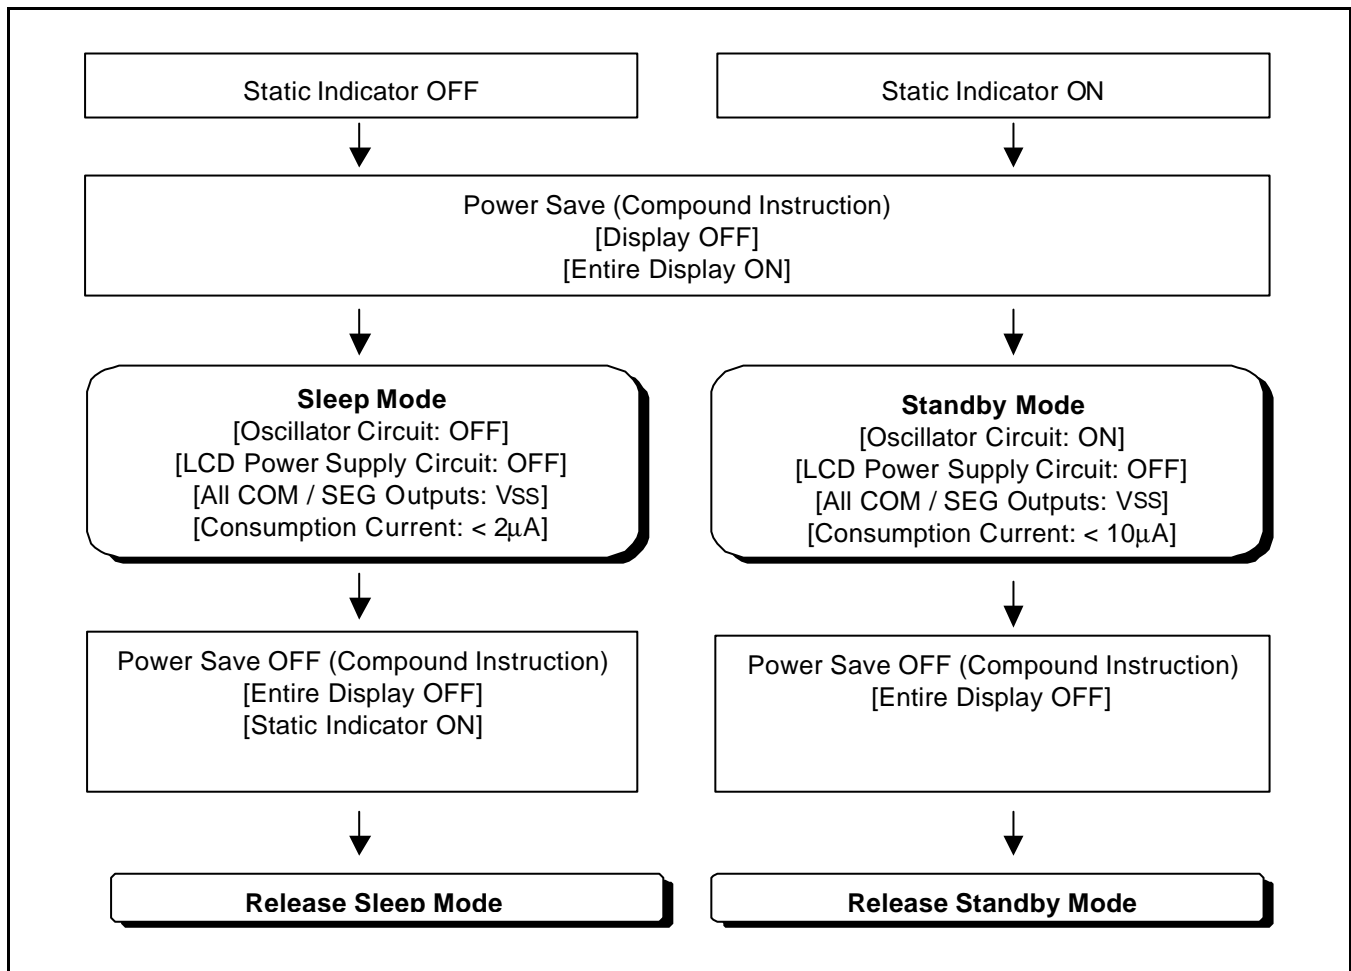 Static Indicator OFF
Static Indicator ON
Power Save (Compound Instruction)
[Display OFF]
[Entire Display ON]
Sleep Mode
[Oscillator Circuit: OFF]
[LCD Power Supply Circuit: OFF]
[All COM / SEG Outputs: VSS]
[Consumption Current: < 2μA]
Standby Mode
[Oscillator Circuit: ON]
[LCD Power Supply Circuit: OFF]
[All COM / SEG Outputs: VSS]
[Consumption Current: < 10μA]
Power Save OFF (Compound Instruction)
[Entire Display OFF]
[Static Indicator ON]
Power Save OFF (Compound Instruction)
[Entire Display OFF]
Release Sleep Mode
Release Standby Mode